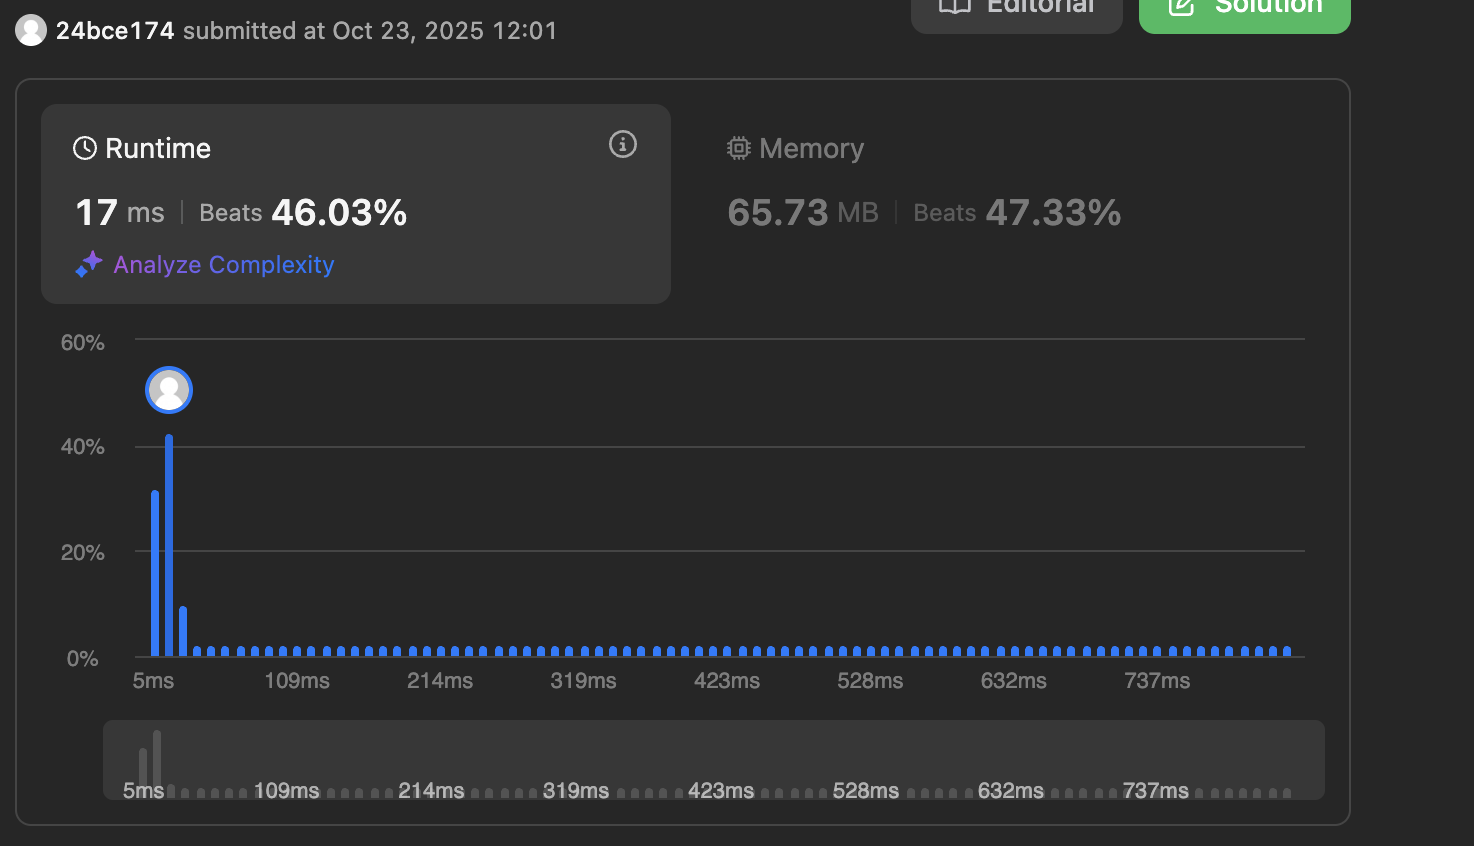 Editorial
Solution
24bce174 submitted at Oct 23, 2025 12:01
Runtime
17 ms | Beats 46.03%
Analyze Complexity
Memory
65.73 MB | Beats 47.33%
60%
40%
20%
0%
5ms 109ms 214ms 319ms 423ms 528ms 632ms 737ms
5ms 109ms 214ms 319ms 423ms 528ms 632ms 737ms